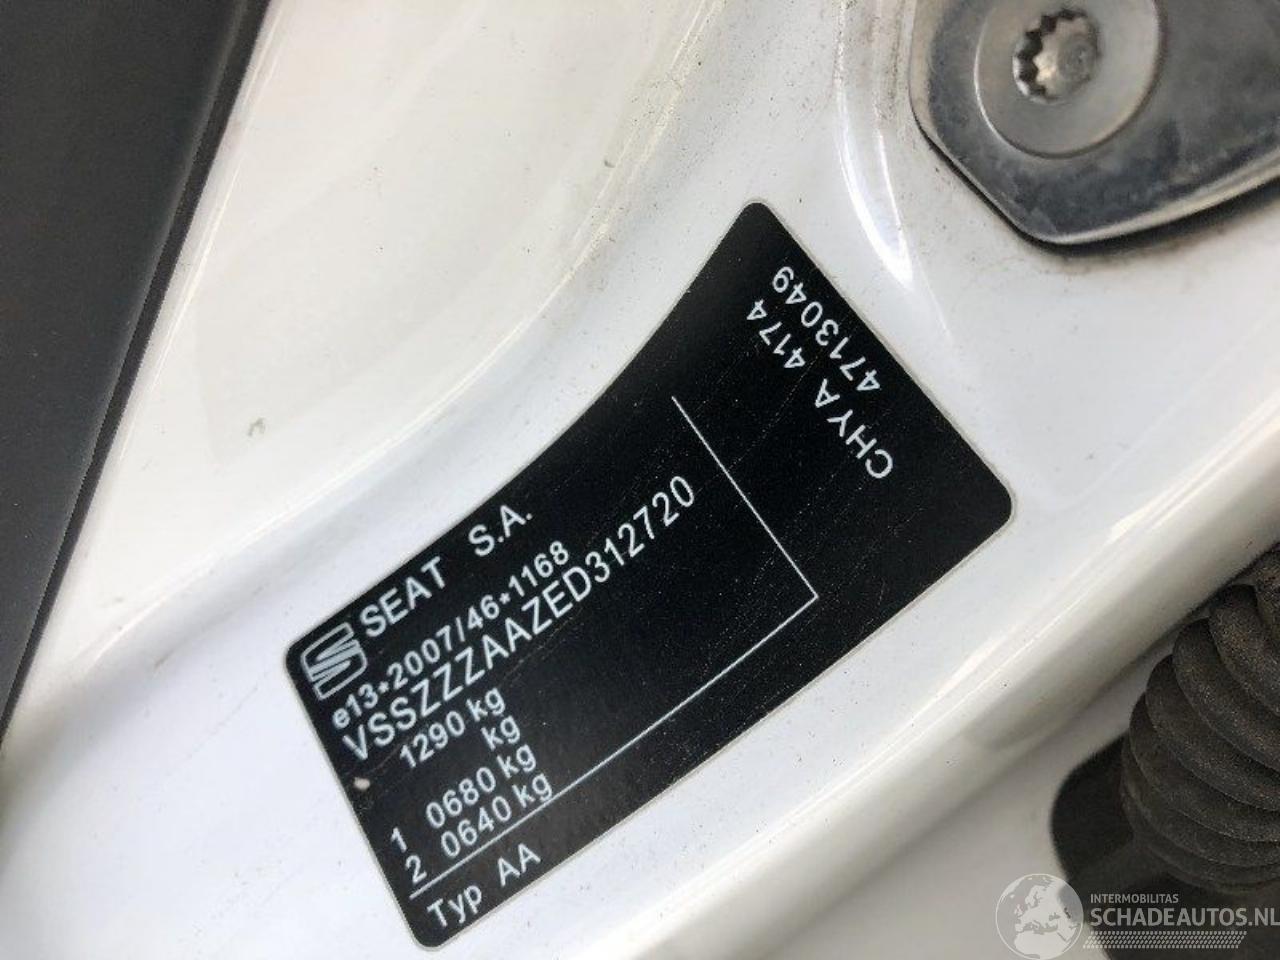 SEAT S.A.
e13*2007/46*1168
VSSZZZAAZED312720
1290 kg
kg
1 0680 kg
2 0640 kg
Typ AA
CHYA 4174
4713049
INTERMOBILITAS
SCHADEAUTOS.NL